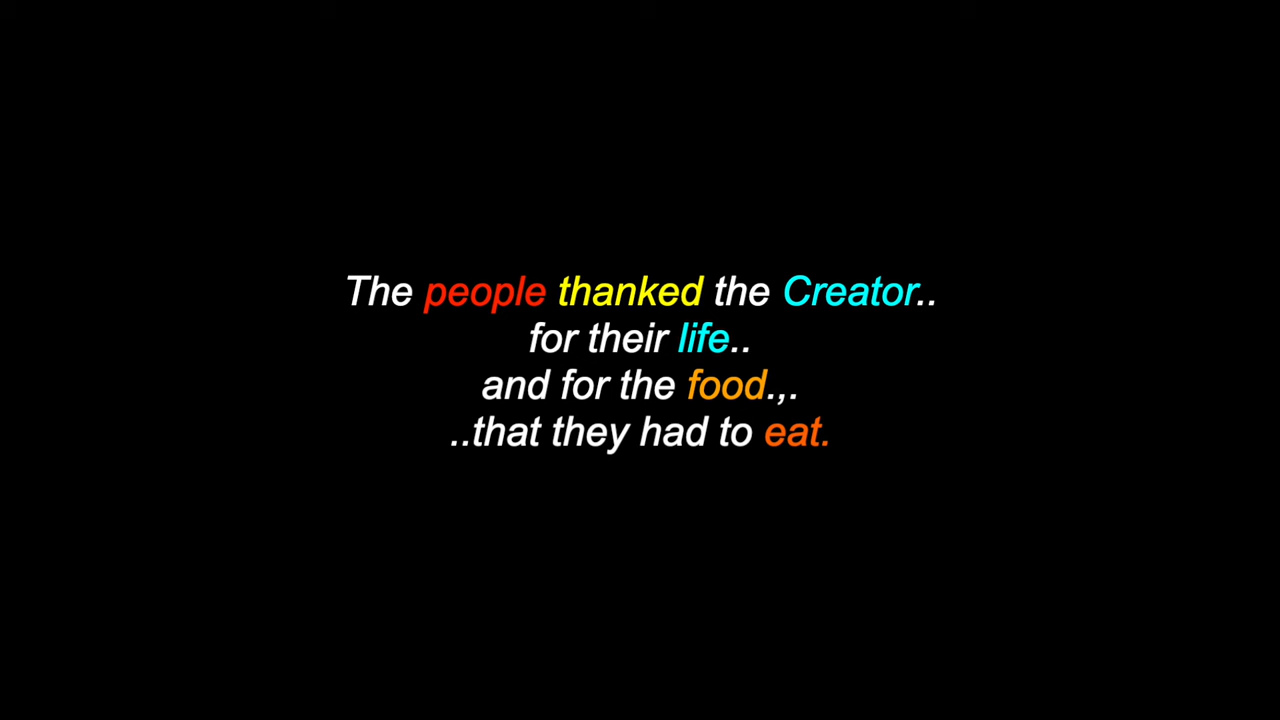 The people thanked the Creator..
for their life..
and for the food.,.
..that they had to eat.